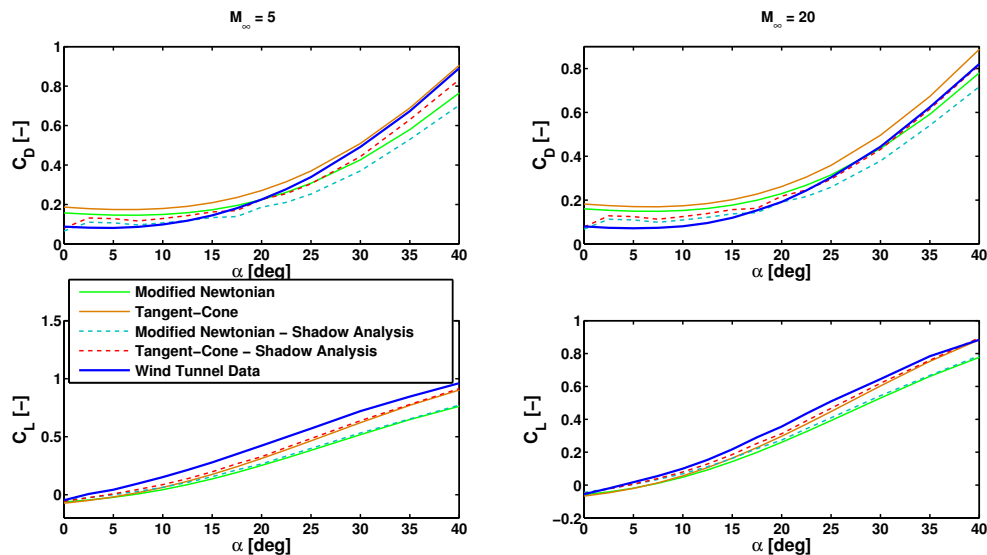 M∞ = 5
M∞ = 20
1
0.8
0.6
0.4
0.2
0
0 5 10 15 20 25 30 35 40
C_D [−]
α [deg]
0.8
0.6
0.4
0.2
0
0 5 10 15 20 25 30 35 40
C_D [−]
α [deg]
Modified Newtonian
Tangent−Cone
Modified Newtonian − Shadow Analysis
Tangent−Cone − Shadow Analysis
Wind Tunnel Data
1.5
1
0.5
0
0 5 10 15 20 25 30 35 40
C_L [−]
α [deg]
1
0.8
0.6
0.4
0.2
0
−0.2
0 5 10 15 20 25 30 35 40
C_L [−]
α [deg]